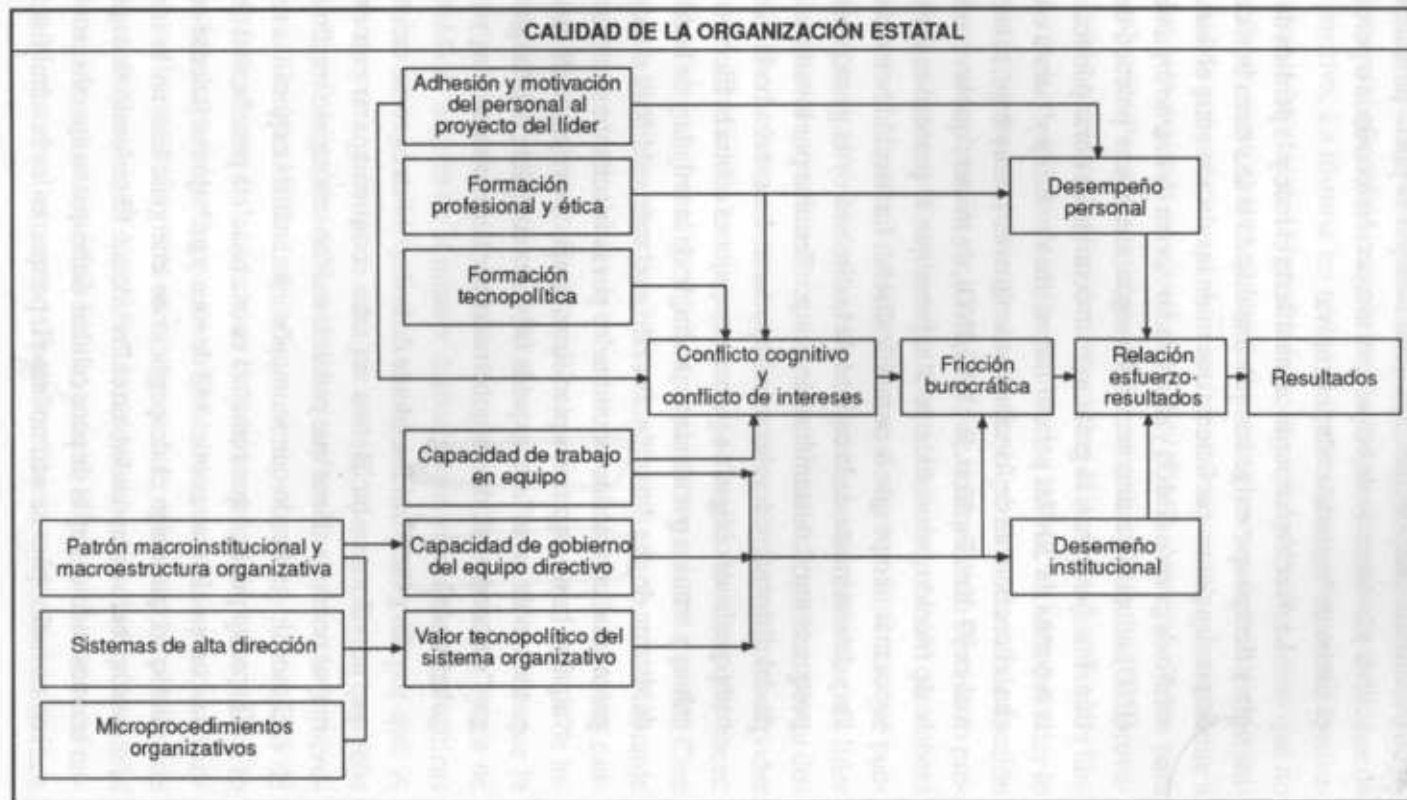 CALIDAD DE LA ORGANIZACIÓN ESTATAL
Adhesión y motivación
del personal al
proyecto del líder
Formación
profesional y ética
Desempeño
personal
Formación
tecnopolítica
Conflicto cognitivo
y
conflicto de intereses
Fricción
burocrática
Relación
esfuerzo-
resultados
Resultados
Capacidad de trabajo
en equipo
Patrón macroinstitucional y
macroestructura organizativa
Capacidad de gobierno
del equipo directivo
Desemeño
institucional
Sistemas de alta dirección
Valor tecnopolítico del
sistema organizativo
Microprocedimientos
organizativos